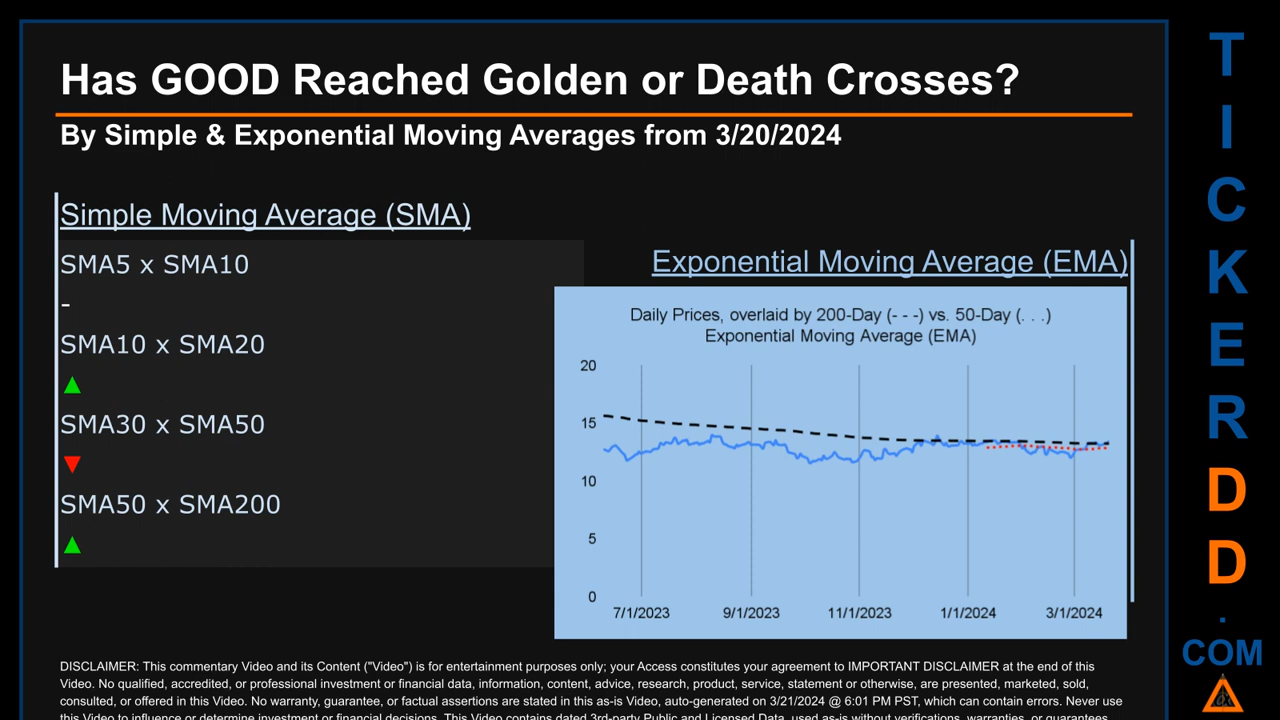 Has GOOD Reached Golden or Death Crosses?
By Simple & Exponential Moving Averages from 3/20/2024
Simple Moving Average (SMA)
SMA5 x SMA10
-
SMA10 x SMA20
▲
SMA30 x SMA50
▼
SMA50 x SMA200
▲
Exponential Moving Average (EMA)
Daily Prices, overlaid by 200-Day (- - -) vs. 50-Day (. . .)
Exponential Moving Average (EMA)
20
15
10
5
0
7/1/2023
9/1/2023
11/1/2023
1/1/2024
3/1/2024
DISCLAIMER: This commentary Video and its Content ("Video") is for entertainment purposes only; your Access constitutes your agreement to IMPORTANT DISCLAIMER at the end of this
Video. No qualified, accredited, or professional investment or financial data, information, content, advice, research, product, service, statement or otherwise, are presented, marketed, sold,
consulted, or offered in this Video. No warranty, guarantee, or factual assertions are stated in this as-is Video, auto-generated on 3/21/2024 @ 6:01 PM PST, which can contain errors. Never use
this Video to influence or determine investment or financial decisions. This Video contains dated 3rd-party Public and Licensed Data, used as-is without verifications, warranties, or guarantees
T
I
C
K
E
R
D
D
.
COM